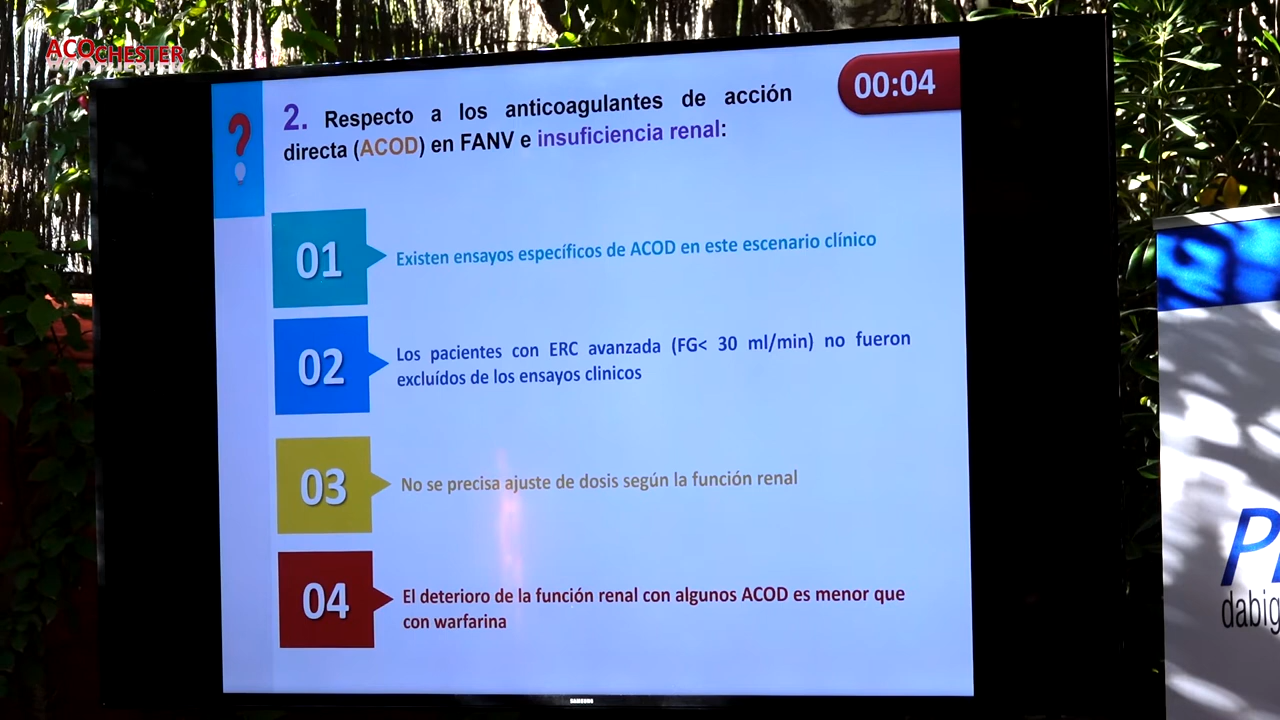 ACOCHESTER
00:04
?
2. Respecto a los anticoagulantes de acción
directa (ACOD) en FANV e insuficiencia renal:
01
Existen ensayos específicos de ACOD en este escenario clínico
02
Los pacientes con ERC avanzada (FG< 30 ml/min) no fueron
excluídos de los ensayos clinicos
03
No se precisa ajuste de dosis según la función renal
04
El deterioro de la función renal con algunos ACOD es menor que
con warfarina
SAMSUNG
dabig